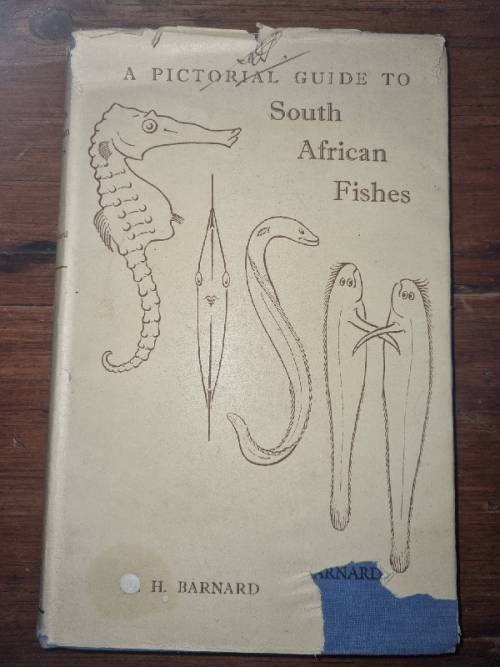 A PICTORIAL GUIDE TO
South
African
Fishes
H. BARNARD
ARNARD